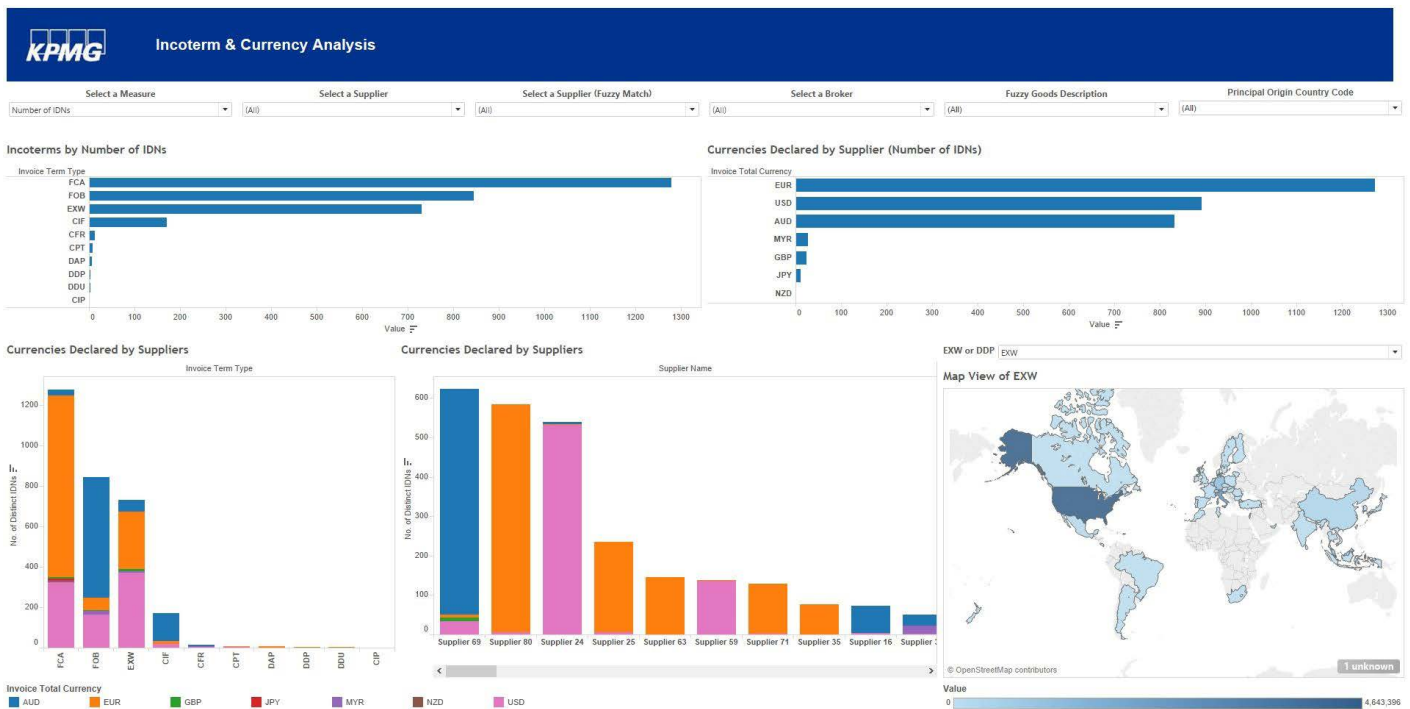 KPMG
Incoterm & Currency Analysis
Select a Measure
Select a Supplier
Select a Supplier (Fuzzy Match)
Select a Broker
Fuzzy Goods Description
Principal Origin Country Code
Number of IDNs
(All)
(All)
(All)
(All)
(All)
Incoterms by Number of IDNs
Invoice Term Type
FCA
FOB
EXW
CIF
CFR
CPT
DAP
DDP
DDU
CIP
0 100 200 300 400 500 600 700 800 900 1000 1100 1200 1300
Value
Currencies Declared by Supplier (Number of IDNs)
Invoice Total Currency
EUR
USD
AUD
MYR
GBP
JPY
NZD
0 100 200 300 400 500 600 700 800 900 1000 1100 1200 1300
Value
Currencies Declared by Suppliers
Invoice Term Type
No. of Distinct IDNs
1200
1000
800
600
400
200
0
FCA FOB EXW CIF CFR CPT DAP DDP DDU CIP
Currencies Declared by Suppliers
Supplier Name
No. of Distinct IDNs
600
500
400
300
200
100
0
Supplier 69 Supplier 80 Supplier 24 Supplier 25 Supplier 63 Supplier 59 Supplier 71 Supplier 35 Supplier 16 Supplier
EXW or DDP EXW
Map View of EXW
© OpenStreetMap contributors
1 unknown
Invoice Total Currency
AUD EUR GBP JPY MYR NZD USD
Value
0 4,643,396